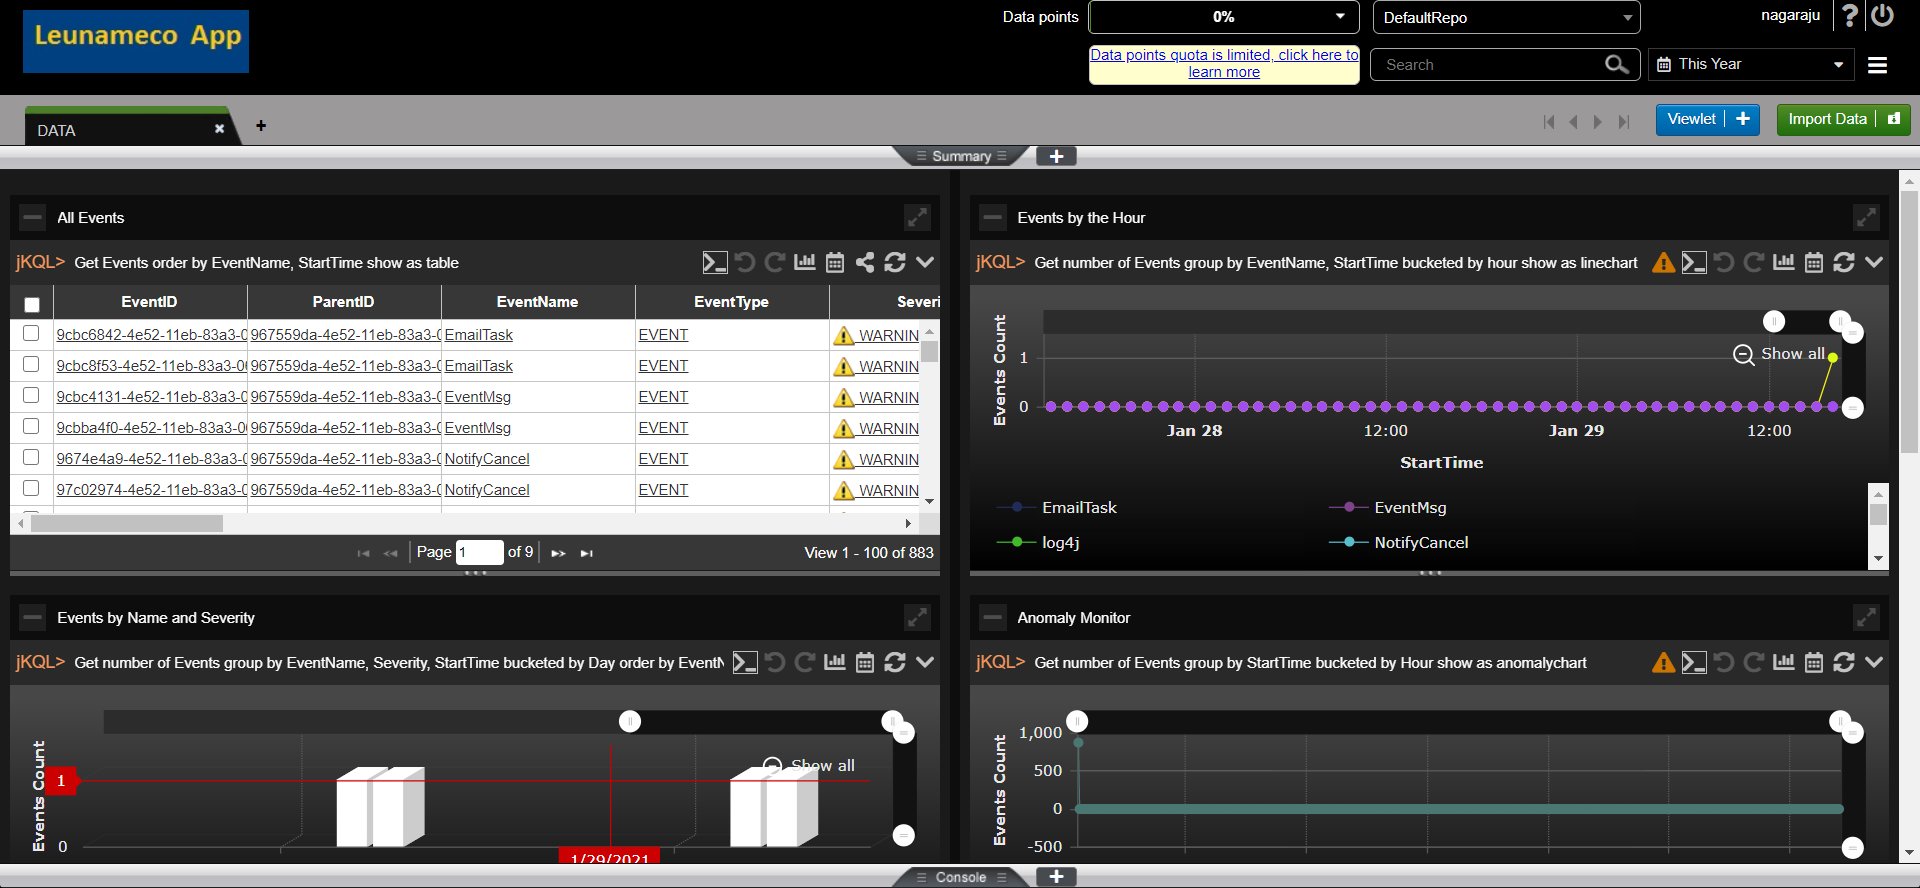 Leunameco App
Data points
0%
DefaultRepo
nagaraju
?
Data points quota is limited, click here to
learn more
Search
This Year
DATA
Viewlet
Import Data
Summary
All Events
jKQL> Get Events order by EventName, StartTime show as table
EventID ParentID EventName EventType Severi
9cbc6842-4e52-11eb-83a3-0 967559da-4e52-11eb-83a3-0 EmailTask EVENT WARNIN
9cbc8f53-4e52-11eb-83a3-0 967559da-4e52-11eb-83a3-0 EmailTask EVENT WARNIN
9cbc4131-4e52-11eb-83a3-0 967559da-4e52-11eb-83a3-0 EventMsg EVENT WARNIN
9cbba4f0-4e52-11eb-83a3-0 967559da-4e52-11eb-83a3-0 EventMsg EVENT WARNIN
9674e4a9-4e52-11eb-83a3-0 967559da-4e52-11eb-83a3-0 NotifyCancel EVENT WARNIN
97c02974-4e52-11eb-83a3-0 967559da-4e52-11eb-83a3-0 NotifyCancel EVENT WARNIN
Page 1 of 9
View 1 - 100 of 883
Events by the Hour
jKQL> Get number of Events group by EventName, StartTime bucketed by hour show as linechart
Events Count
Show all
1
0
Jan 28 12:00 Jan 29 12:00
StartTime
EmailTask EventMsg
log4j NotifyCancel
Events by Name and Severity
jKQL> Get number of Events group by EventName, Severity, StartTime bucketed by Day order by EventN
Events Count
Show all
1
0
1/29/2021
Anomaly Monitor
jKQL> Get number of Events group by StartTime bucketed by Hour show as anomalychart
Events Count
1,000
500
0
-500
Console